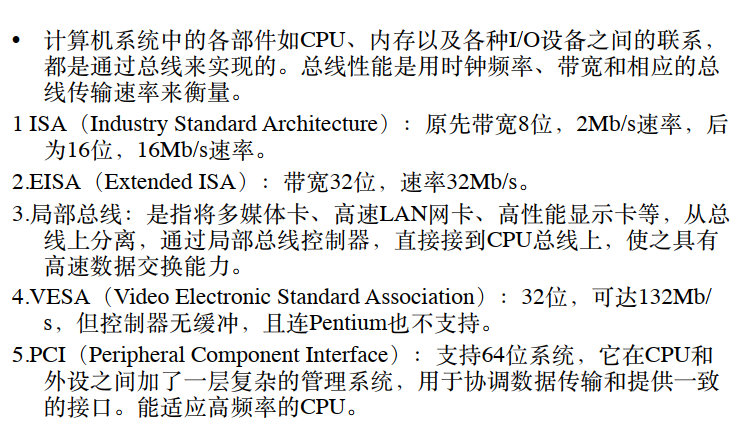 • 计算机系统中的各部件如CPU、内存以及各种I/O设备之间的联系，
都是通过总线来实现的。总线性能是用时钟频率、带宽和相应的总
线传输速率来衡量。
1 ISA（Industry Standard Architecture）：原先带宽8位，2Mb/s速率，后
为16位，16Mb/s速率。
2.EISA（Extended ISA）：带宽32位，速率32Mb/s。
3.局部总线：是指将多媒体卡、高速LAN网卡、高性能显示卡等，从总
线上分离，通过局部总线控制器，直接接到CPU总线上，使之具有
高速数据交换能力。
4.VESA（Video Electronic Standard Association）：32位，可达132Mb/
s，但控制器无缓冲，且连Pentium也不支持。
5.PCI（Peripheral Component Interface）：支持64位系统，它在CPU和
外设之间加了一层复杂的管理系统，用于协调数据传输和提供一致
的接口。能适应高频率的CPU。